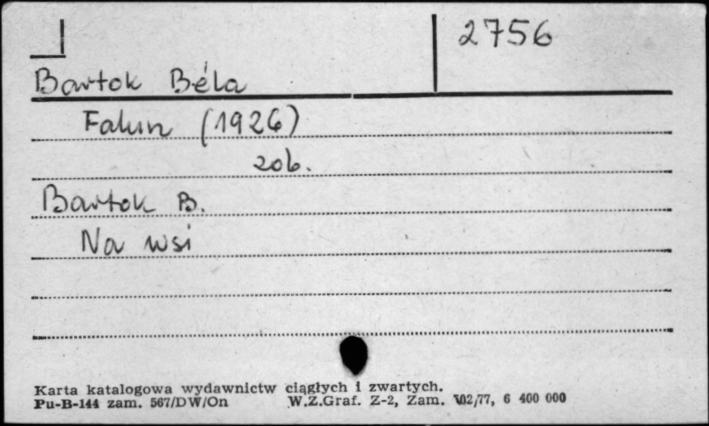 2756
Bartok Béla
Falun (1926)
zob.
Bartok B.
Na wsi
Karta katalogowa wydawnictw ciągłych i zwartych.
Pu-B-144 zam. 567/DW/On W.Z.Graf. Z-2, Zam. 102/77, 6 400 000